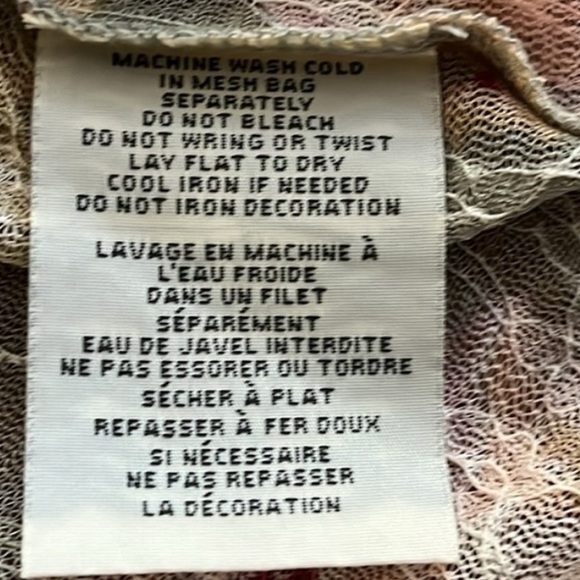 MACHINE WASH COLD
IN MESH BAG
SEPARATELY
DO NOT BLEACH
DO NOT WRING OR TWIST
LAY FLAT TO DRY
COOL IRON IF NEEDED
DO NOT IRON DECORATION
LAVAGE EN MACHINE À
L'EAU FROIDE
DANS UN FILET
SÉPARÉMENT
EAU DE JAVEL INTERDITE
NE PAS ESSORER OU TORDRE
SÉCHER À PLAT
REPASSER À FER DOUX
SI NÉCESSAIRE
NE PAS REPASSER
LA DÉCORATION